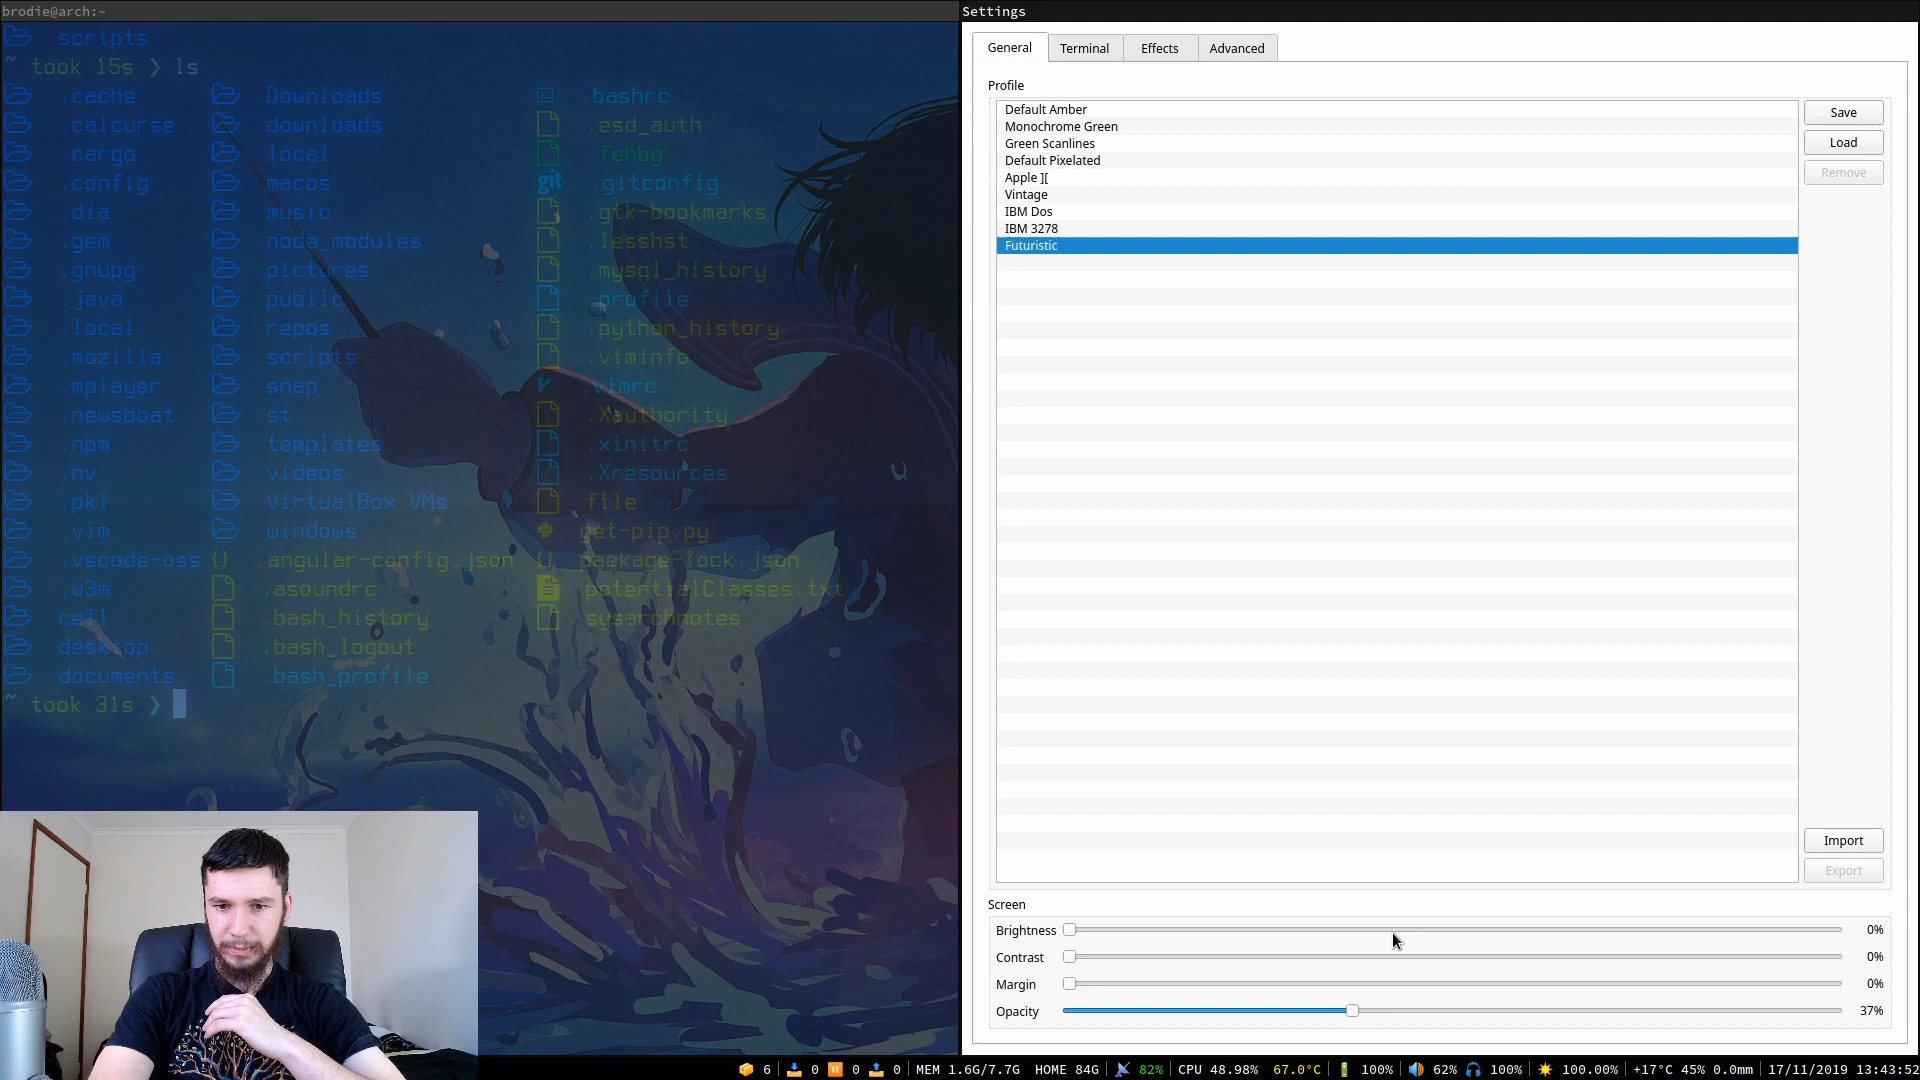 brodie@arch:~
scripts
~ took 15s ❯ ls
.cache Downloads .bashrc
.calcurse downloads .esd_auth
.cargo local .fehbg
.config macos git .gitconfig
.dia music .gtk-bookmarks
.gem node_modules .lesshst
.gnupg pictures .mysql_history
.java public .profile
.local repos .python_history
.mozilla scripts .viminfo
.mplayer snap .vimrc
.newsboat st .Xauthority
.npm templates .xinitrc
.nv videos .Xresources
.pki VirtualBox VMs file
.vim windows get-pip.py
.vscode-oss {} .angular-config.json {} package-lock.json
.w3m .asoundrc potentialClasses.txt
cell .bash_history sysarchnotes
desktop .bash_logout
documents .bash_profile
~ took 31s ❯
Settings
General Terminal Effects Advanced
Profile
Default Amber
Monochrome Green
Green Scanlines
Default Pixelated
Apple ][
Vintage
IBM Dos
IBM 3278
Futuristic
Save
Load
Remove
Import
Export
Screen
Brightness 0%
Contrast 0%
Margin 0%
Opacity 37%
6 0 0 0 MEM 1.6G/7.7G HOME 84G 82% CPU 48.98% 67.0°C 100% 62% 100% 100.00% +17°C 45% 0.0mm 17/11/2019 13:43:52